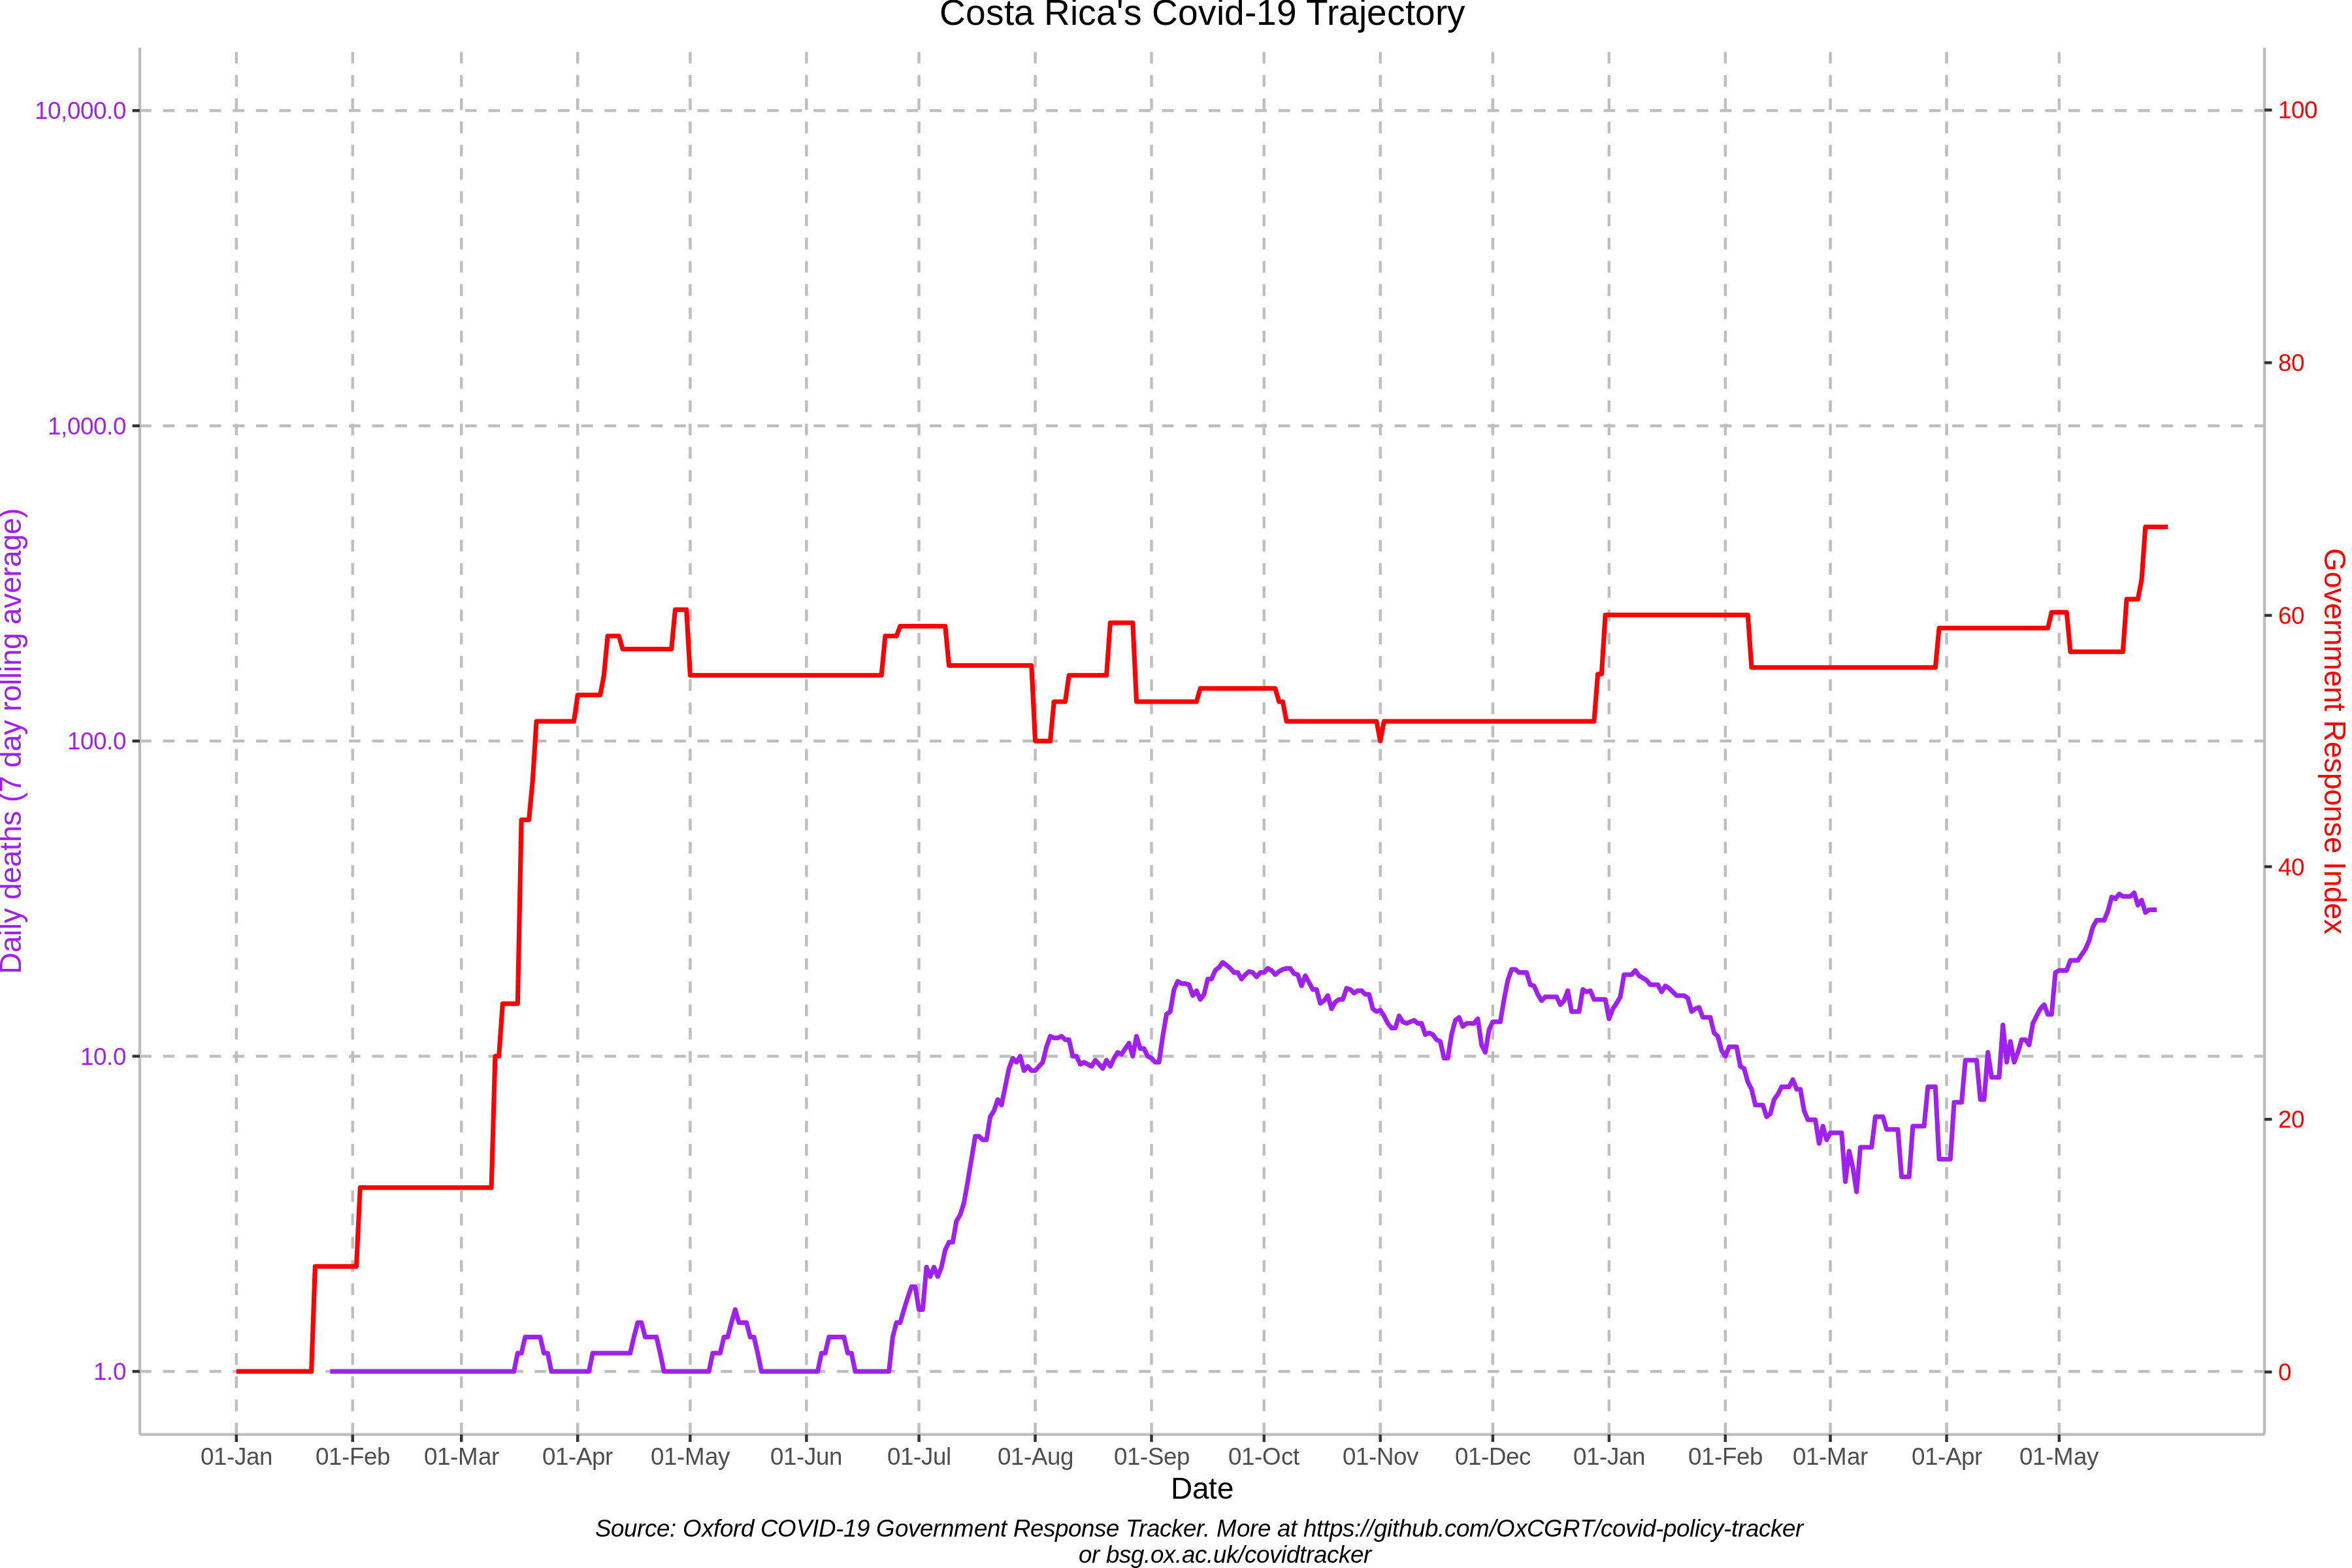 Costa Rica's Covid-19 Trajectory
10,000.0
1,000.0
100.0
10.0
1.0
Daily deaths (7 day rolling average)
100
80
60
40
20
0
Government Response Index
01-Jan 01-Feb 01-Mar 01-Apr 01-May 01-Jun 01-Jul 01-Aug 01-Sep 01-Oct 01-Nov 01-Dec 01-Jan 01-Feb 01-Mar 01-Apr 01-May
Date
Source: Oxford COVID-19 Government Response Tracker. More at https://github.com/OxCGRT/covid-policy-tracker
or bsg.ox.ac.uk/covidtracker